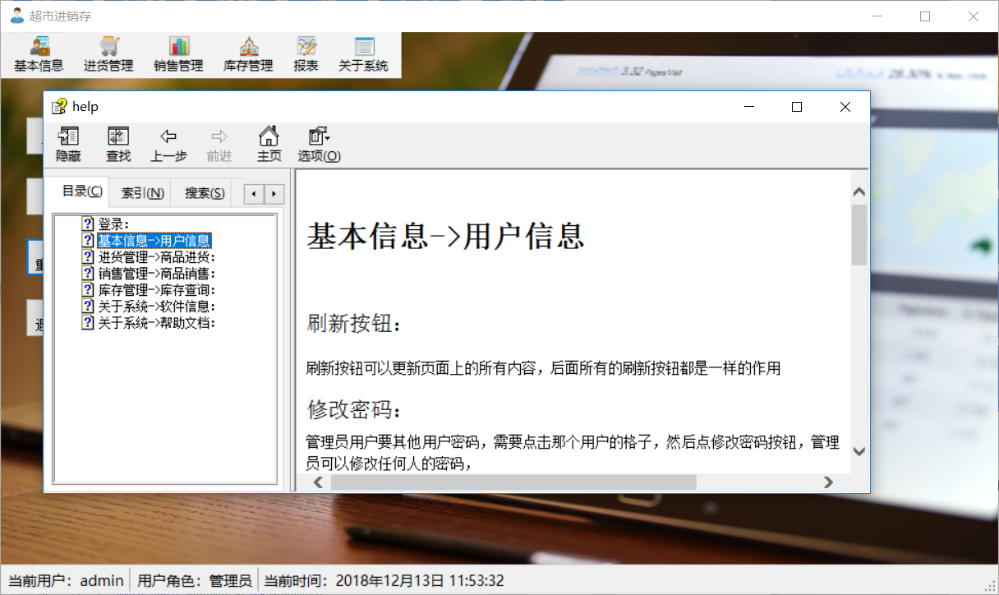 超市进销存
基本信息 进货管理 销售管理 库存管理 报表 关于系统
3.32 Pages/Visit
help
隐藏 查找 上一步 前进 主页 选项(O)
目录(C) 索引(N) 搜索(S)
登录：
基本信息->用户信息
进货管理->商品进货：
销售管理->商品销售：
库存管理->库存查询：
关于系统->软件信息：
关于系统->帮助文档：
基本信息->用户信息
刷新按钮：
刷新按钮可以更新页面上的所有内容，后面所有的刷新按钮都是一样的作用
修改密码：
管理员用户要其他用户密码，需要点击那个用户的格子，然后点修改密码按钮，管理
员可以修改任何人的密码，
当前用户： admin 用户角色： 管理员 当前时间： 2018年12月13日 11:53:32